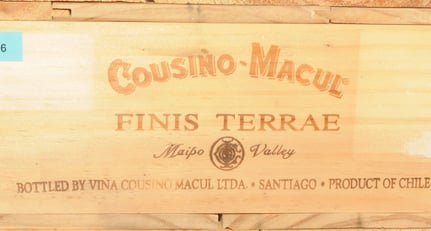 6
COUSIÑO-MACUL
FINIS TERRAE
Maipo Valley
BOTTLED BY VIÑA COUSIÑO MACUL LTDA. • SANTIAGO • PRODUCT OF CHILE